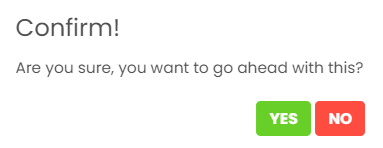 Confirm!
Are you sure, you want to go ahead with this?
YES NO